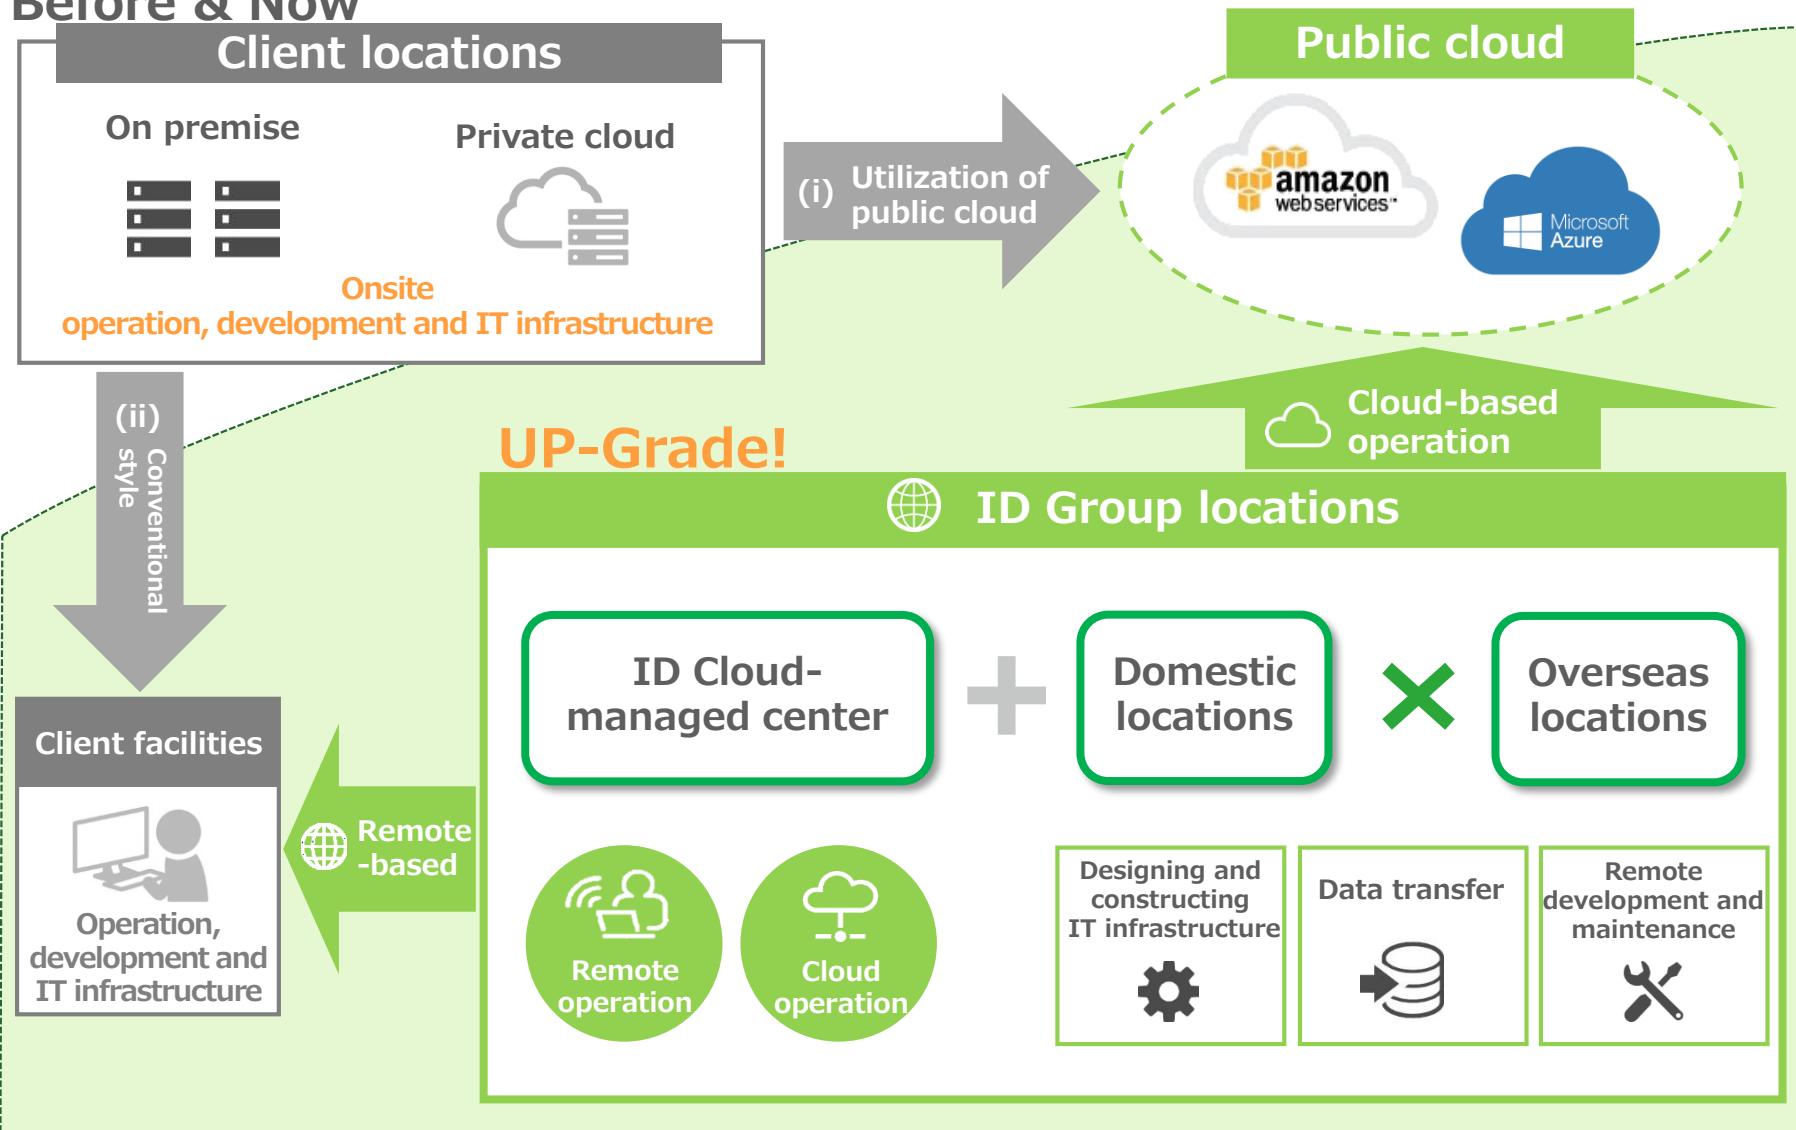 Before & Now
Client locations
On premise
Private cloud
Onsite
operation, development and IT infrastructure
(i)
Utilization of
public cloud
Public cloud
amazon
webservices™
Microsoft
Azure
(ii)
Conventional
style
Cloud-based
operation
UP-Grade!
ID Group locations
ID Cloud-
managed center
Domestic
locations
Overseas
locations
Client facilities
Operation,
development and
IT infrastructure
Remote
-based
Remote
operation
Cloud
operation
Designing and
constructing
IT infrastructure
Data transfer
Remote
development and
maintenance